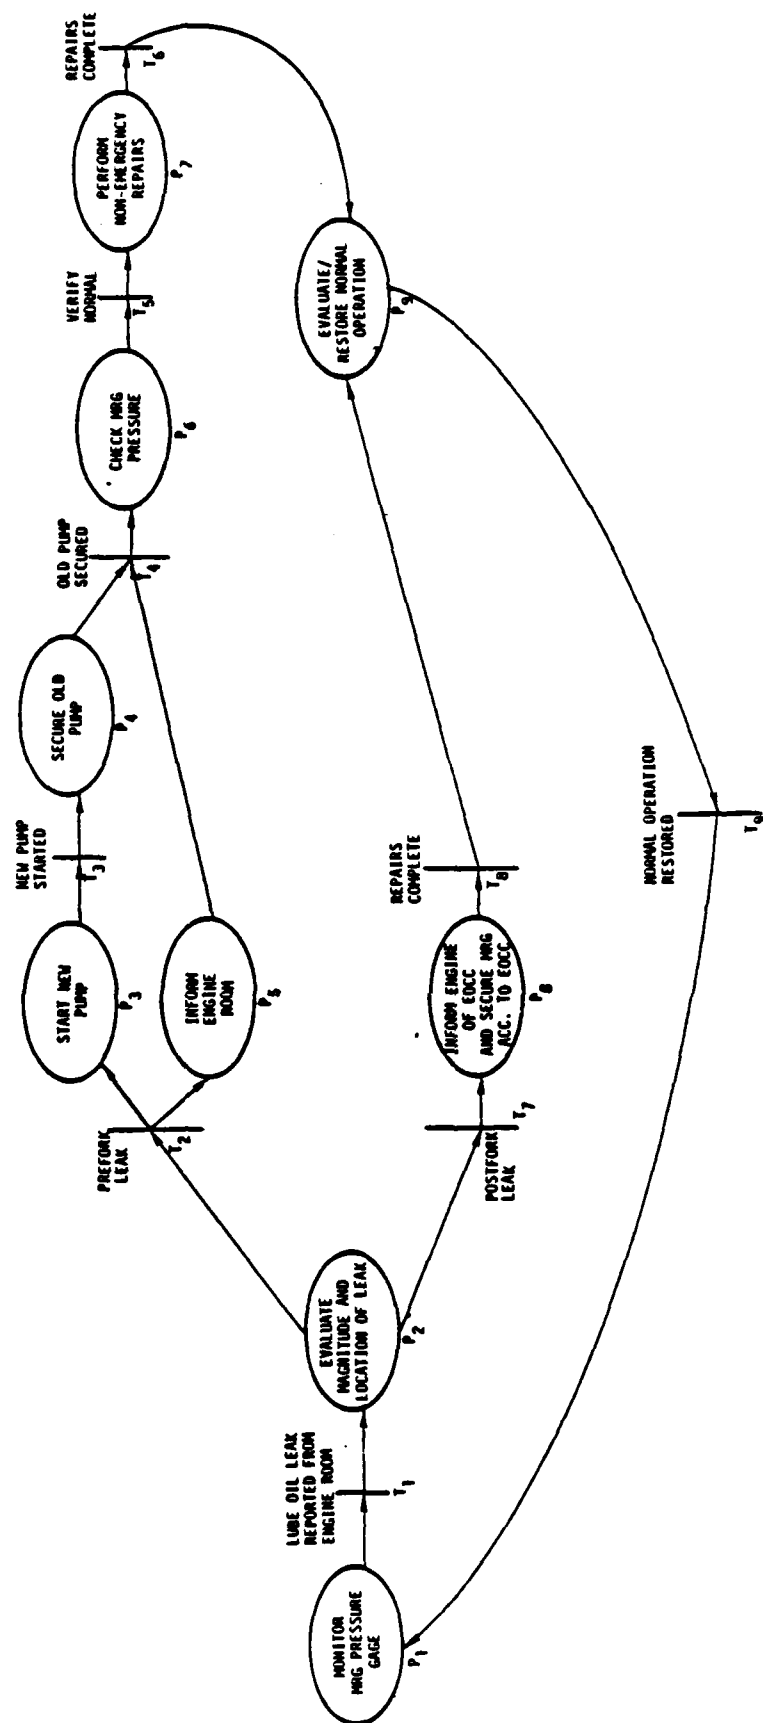 MONITOR
MRG PRESSURE
GAGE
P1
LUBE OIL LEAK
REPORTED FROM
ENGINE ROOM
T1
EVALUATE
MAGNITUDE AND
LOCATION OF LEAK
P2
PREFORK
LEAK
T2
START NEW
PUMP
P3
NEW PUMP
STARTED
T3
SECURE OLD
PUMP
P4
INFORM
ENGINE
ROOM
P5
OLD PUMP
SECURED
T4
CHECK MRG
PRESSURE
P6
VERIFY
NORMAL
T5
PERFORM
NON-EMERGENCY
REPAIRS
P7
REPAIRS
COMPLETE
T6
POSTFORK
LEAK
T7
INFORM ENGINE
OF EOCC
AND SECURE MRG
ACC. TO EOCC.
P8
REPAIRS
COMPLETE
T8
EVALUATE/
RESTORE NORMAL
OPERATION
P9
NORMAL OPERATION
RESTORED
T9